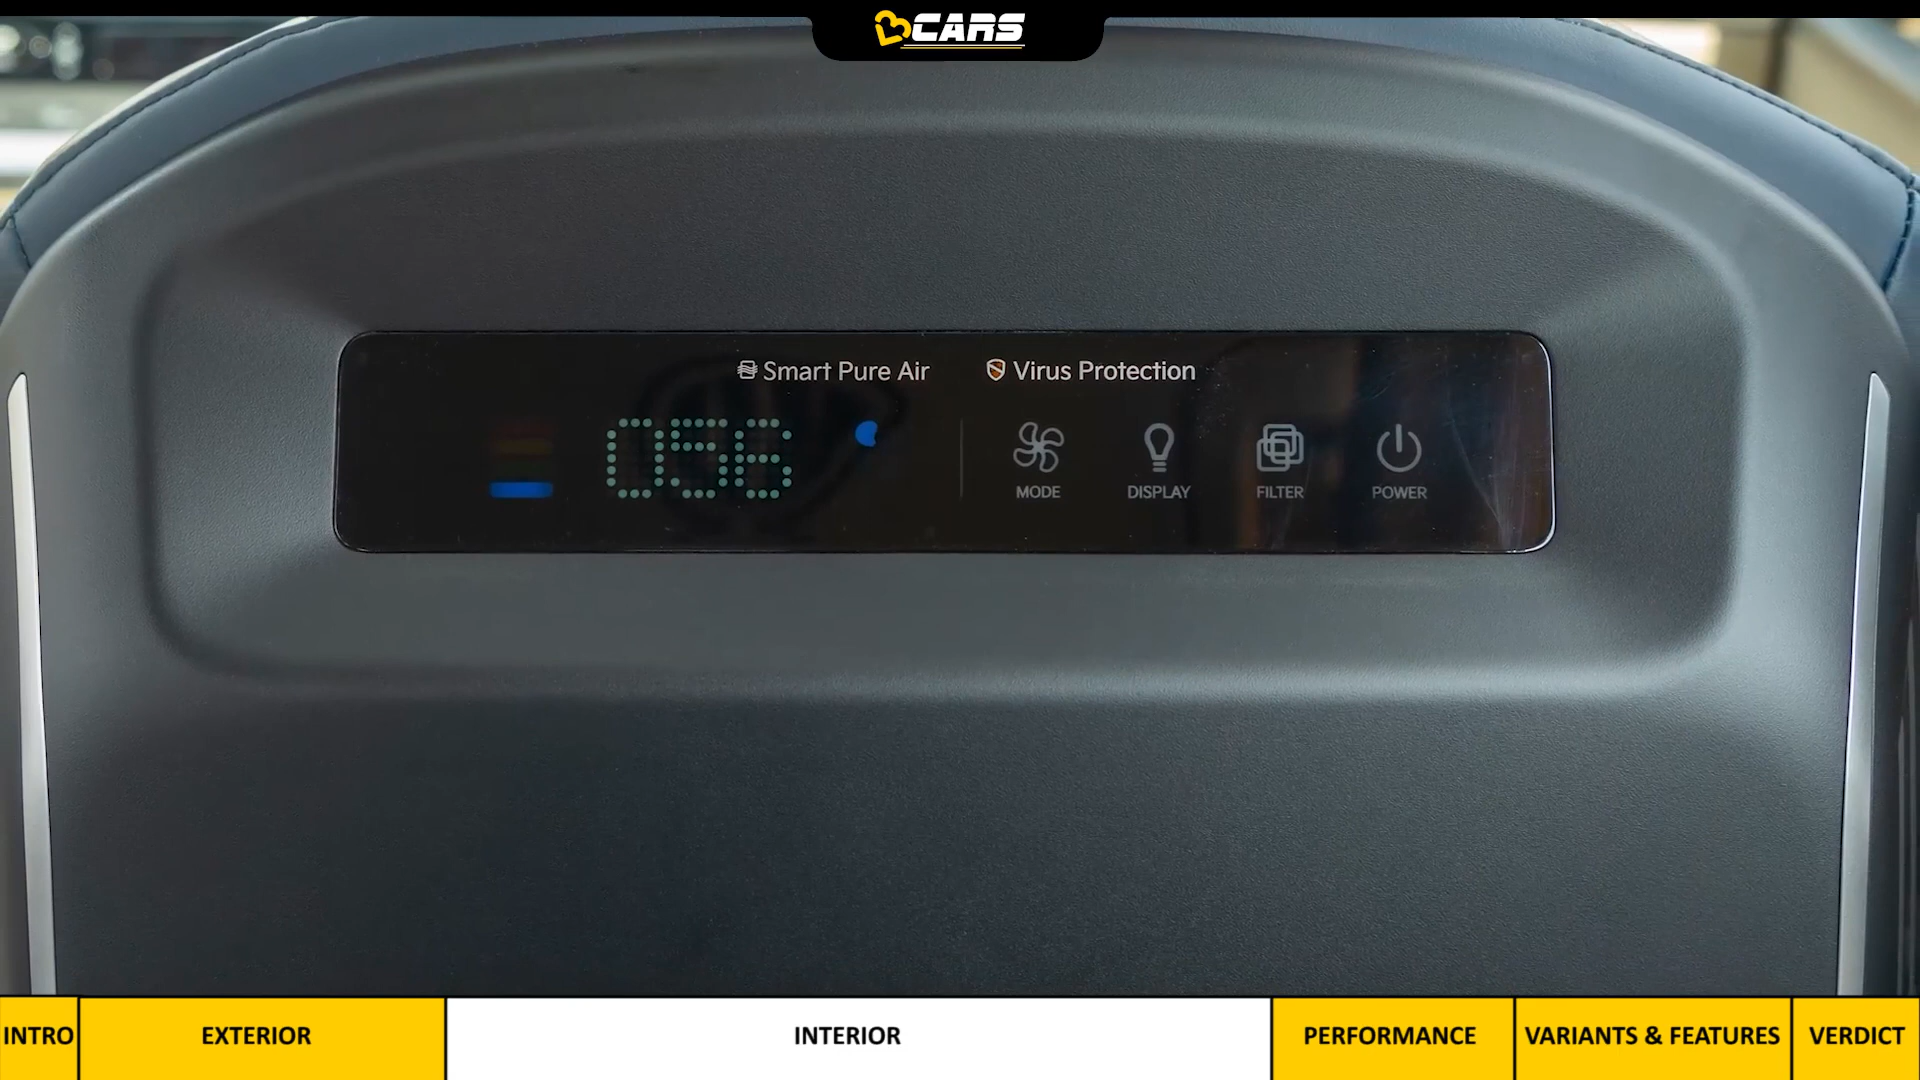 CARS
Smart Pure Air
Virus Protection
056
MODE
DISPLAY
FILTER
POWER
INTRO
EXTERIOR
INTERIOR
PERFORMANCE
VARIANTS & FEATURES
VERDICT